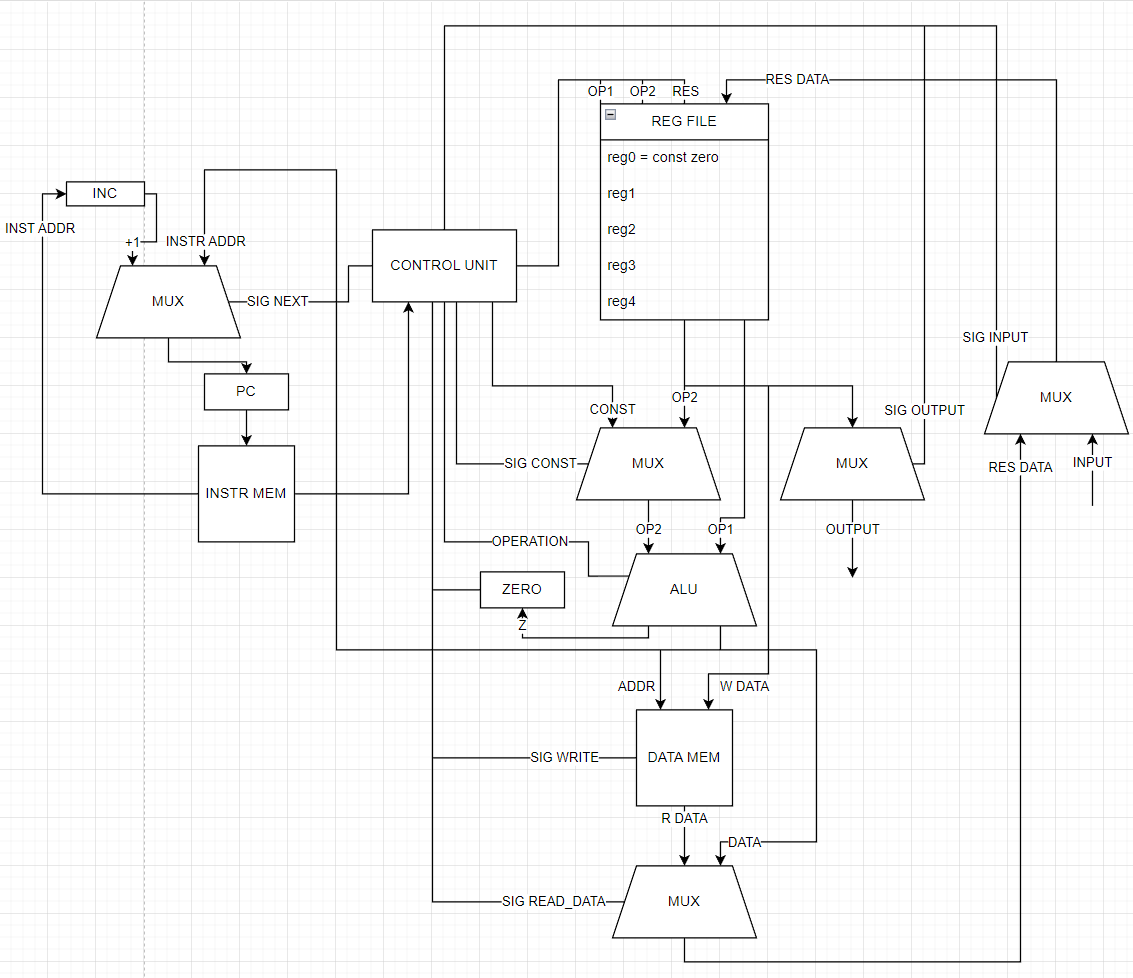 RES DATA
OP1
OP2
RES
REG FILE
reg0 = const zero
reg1
reg2
reg3
reg4
INC
INST ADDR
+1
INSTR ADDR
MUX
SIG NEXT
CONTROL UNIT
PC
INSTR MEM
SIG INPUT
MUX
RES DATA
INPUT
CONST
OP2
SIG OUTPUT
SIG CONST
MUX
MUX
OP2
OP1
OUTPUT
OPERATION
ZERO
ALU
Z
ADDR
W DATA
SIG WRITE
DATA MEM
R DATA
DATA
SIG READ_DATA
MUX